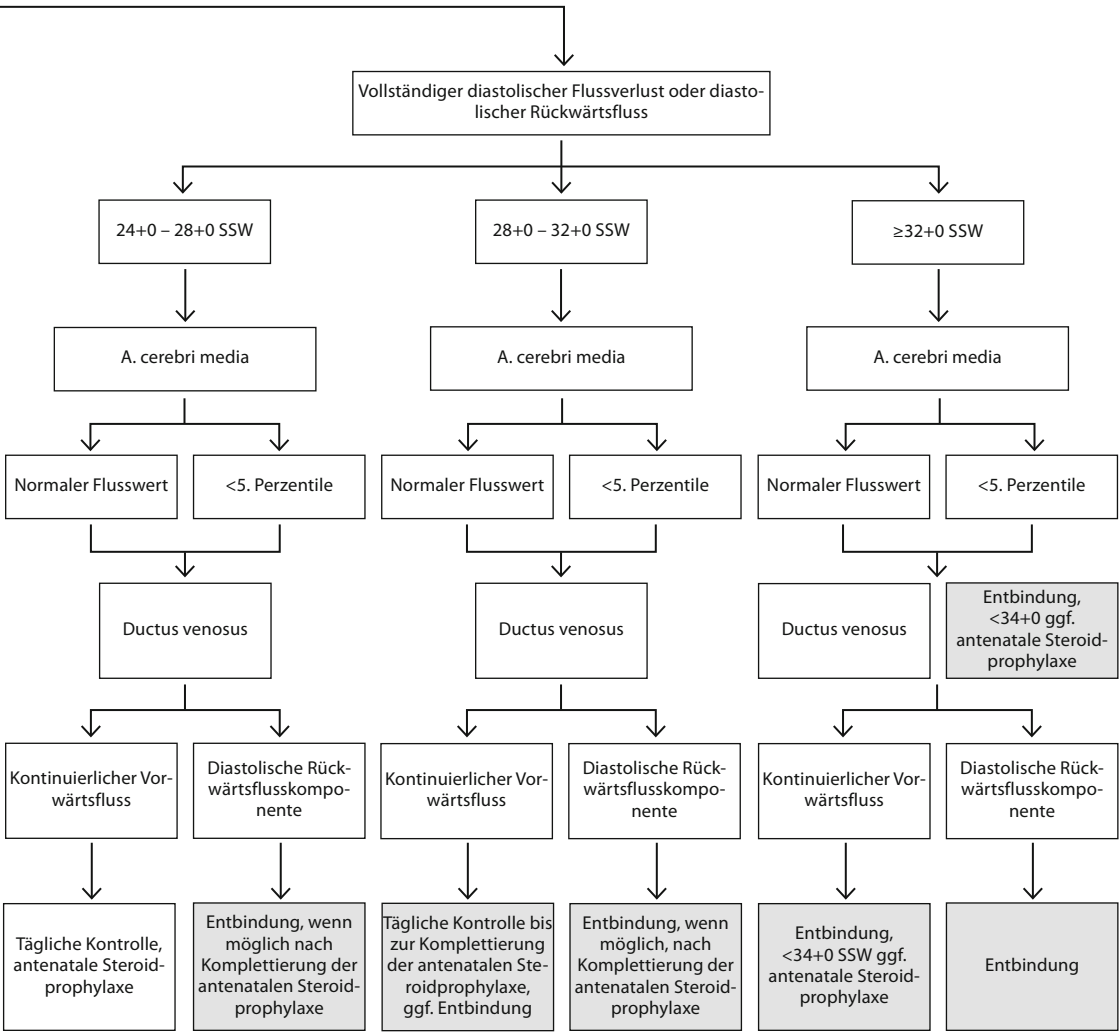 Vollständiger diastolischer Flussverlust oder diasto-
lischer Rückwärtsfluss
24+0 – 28+0 SSW
28+0 – 32+0 SSW
≥32+0 SSW
A. cerebri media
A. cerebri media
A. cerebri media
Normaler Flusswert
<5. Perzentile
Normaler Flusswert
<5. Perzentile
Normaler Flusswert
<5. Perzentile
Ductus venosus
Ductus venosus
Ductus venosus
Entbindung,
<34+0 ggf.
antenatale Steroid-
prophylaxe
Kontinuierlicher Vor-
wärtsfluss
Diastolische Rück-
wärtsflusskompo-
nente
Kontinuierlicher Vor-
wärtsfluss
Diastolische Rück-
wärtsflusskompo-
nente
Kontinuierlicher Vor-
wärtsfluss
Diastolische Rück-
wärtsflusskompo-
nente
Tägliche Kontrolle,
antenatale Steroid-
prophylaxe
Entbindung, wenn
möglich nach
Komplettierung der
antenatalen Steroid-
prophylaxe
Tägliche Kontrolle bis
zur Komplettierung
der antenatalen Ste-
roidprophylaxe,
ggf. Entbindung
Entbindung, wenn
möglich, nach
Komplettierung der
antenatalen Steroid-
prophylaxe
Entbindung,
<34+0 SSW ggf.
antenatale Steroid-
prophylaxe
Entbindung